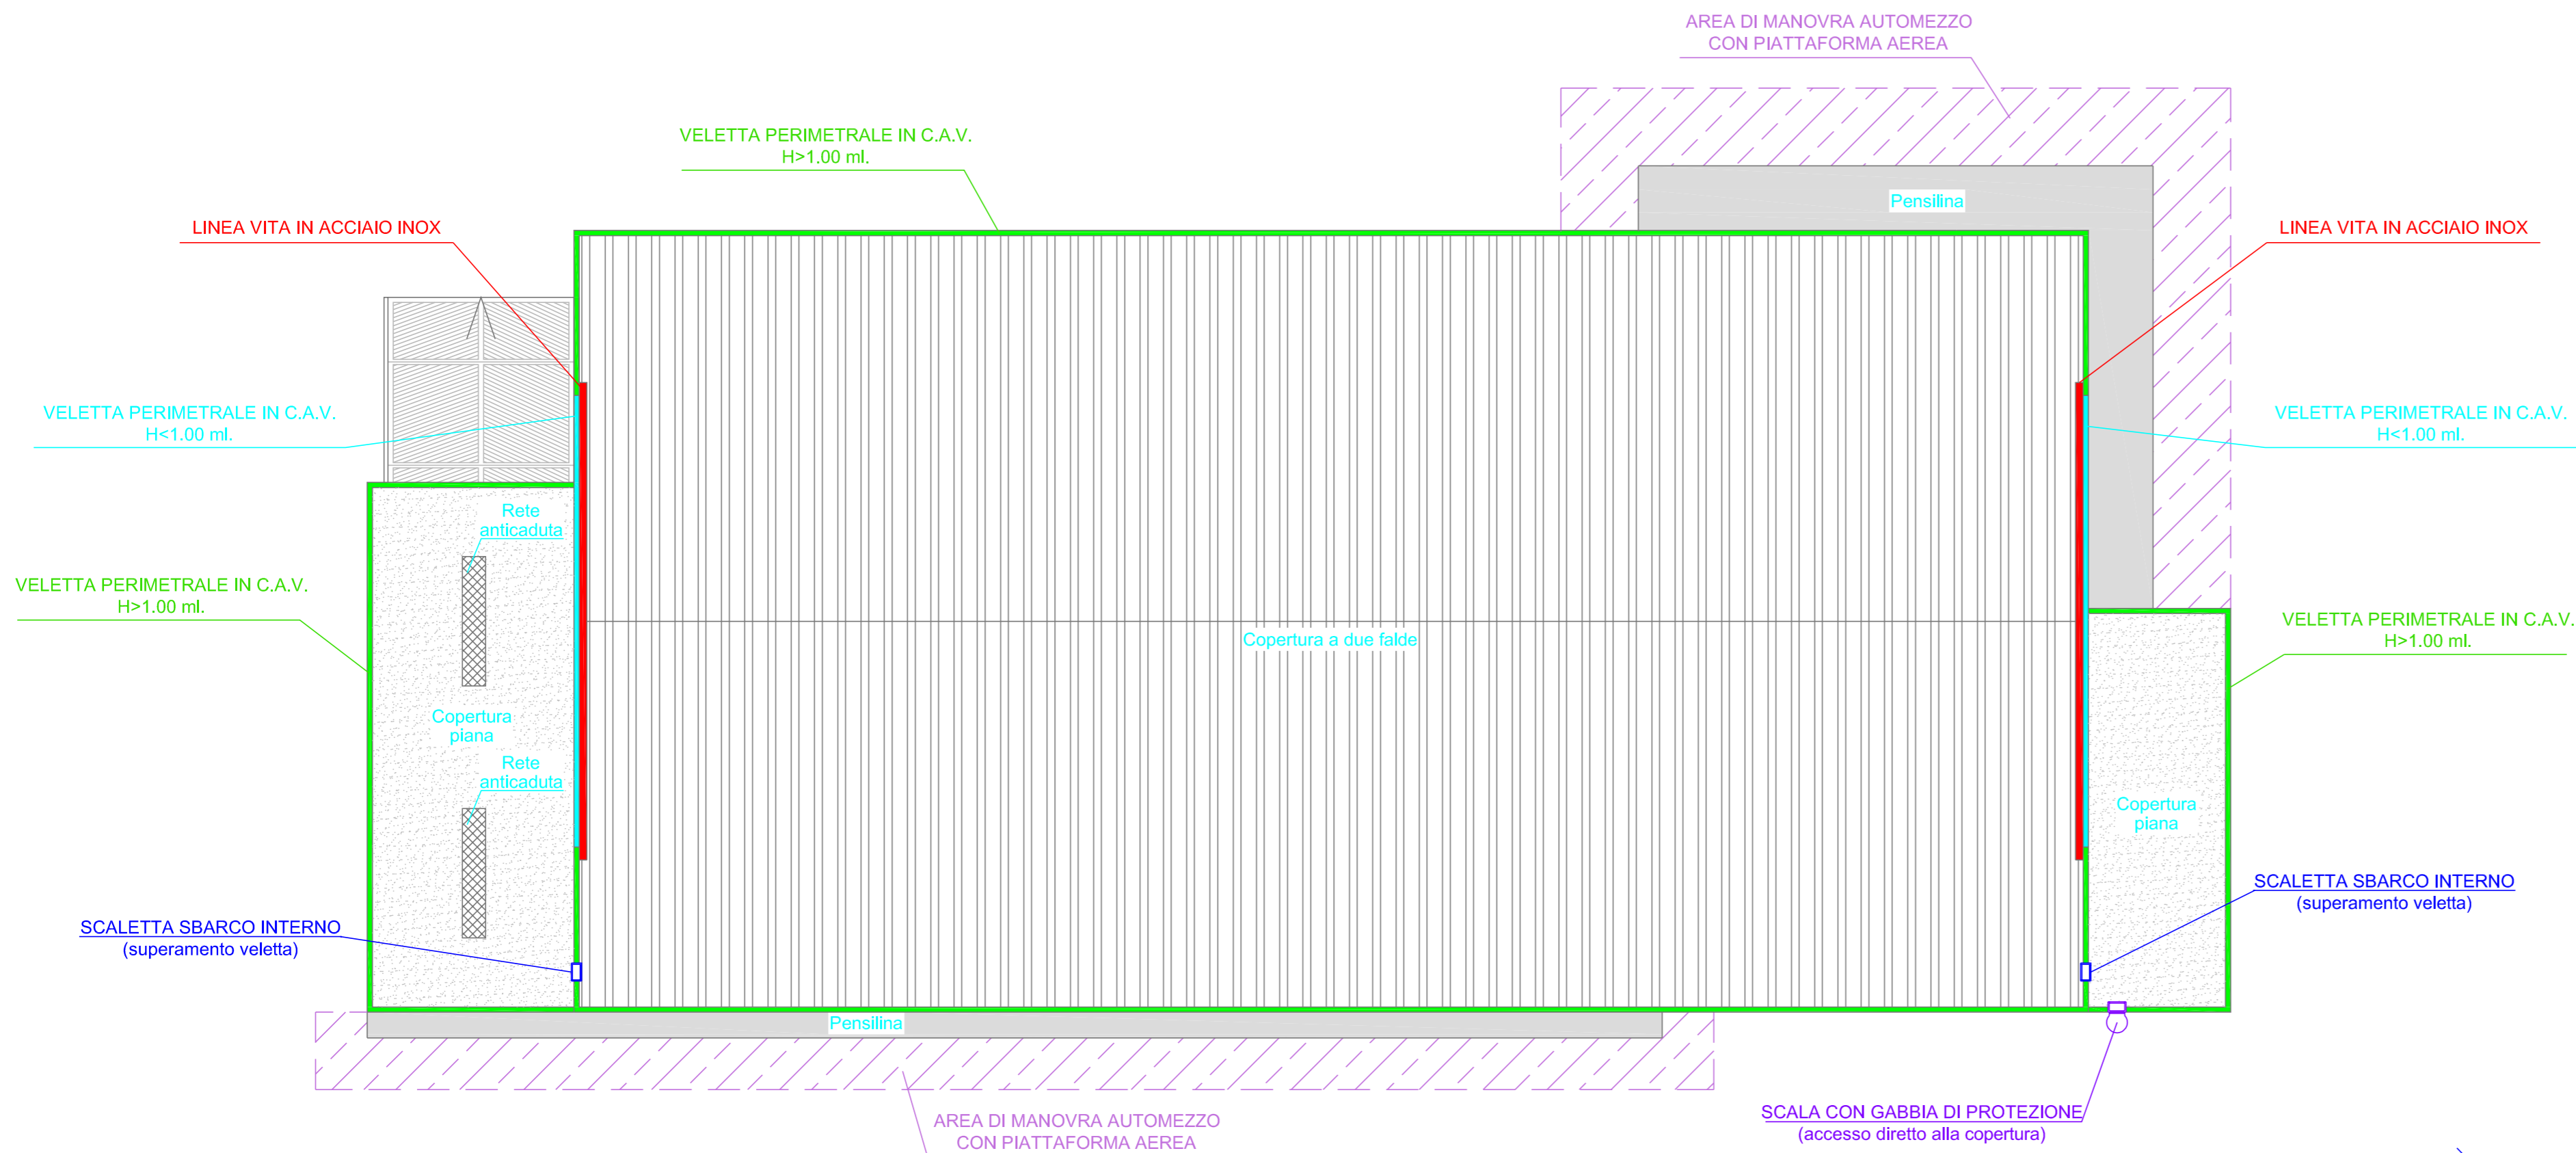 AREA DI MANOVRA AUTOMEZZO
CON PIATTAFORMA AEREA
VELETTA PERIMETRALE IN C.A.V.
H>1.00 ml.
Pensilina
LINEA VITA IN ACCIAIO INOX
LINEA VITA IN ACCIAIO INOX
VELETTA PERIMETRALE IN C.A.V.
H<1.00 ml.
VELETTA PERIMETRALE IN C.A.V.
H<1.00 ml.
Rete
anticaduta
VELETTA PERIMETRALE IN C.A.V.
H>1.00 ml.
VELETTA PERIMETRALE IN C.A.V.
H>1.00 ml.
Copertura a due falde
Copertura
piana
Rete
anticaduta
Copertura
piana
SCALETTA SBARCO INTERNO
(superamento veletta)
SCALETTA SBARCO INTERNO
(superamento veletta)
Pensilina
AREA DI MANOVRA AUTOMEZZO
CON PIATTAFORMA AEREA
SCALA CON GABBIA DI PROTEZIONE
(accesso diretto alla copertura)